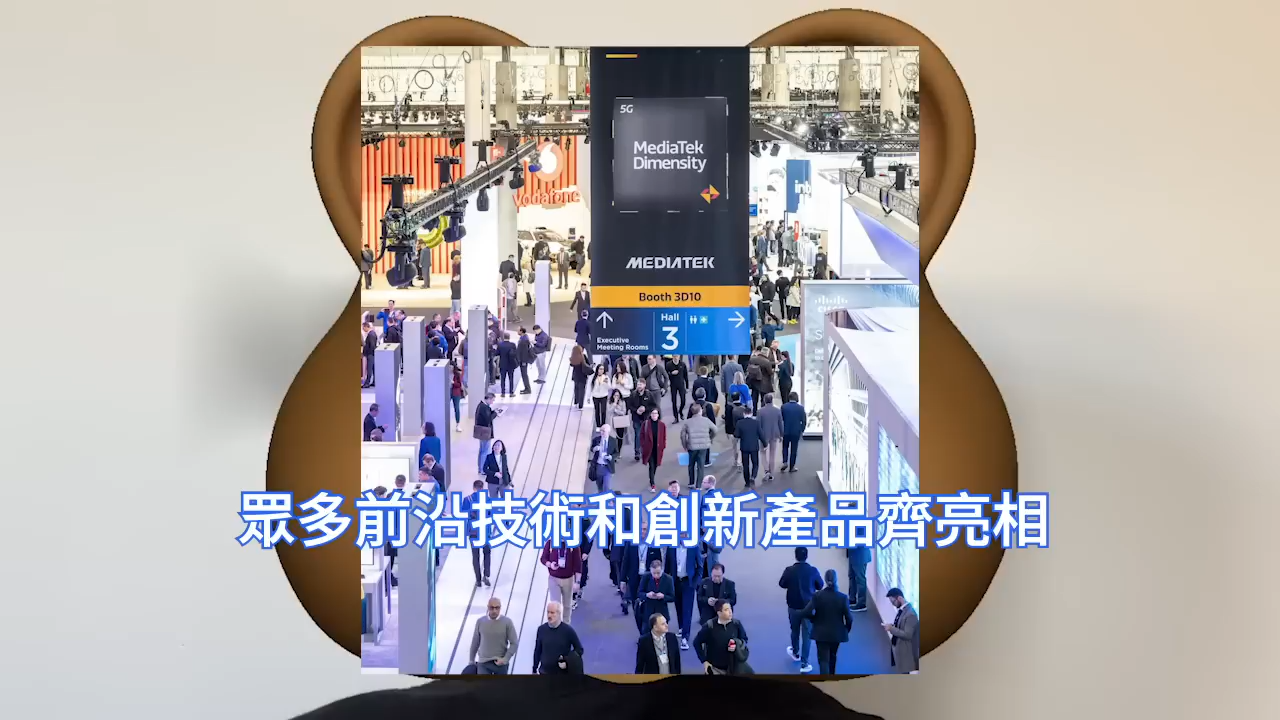 5G
MediaTek
Dimensity
vodafone
MEDIATEK
Booth 3D10
Hall
3
Executive
Meeting Rooms
眾多前沿技術和創新產品齊亮相